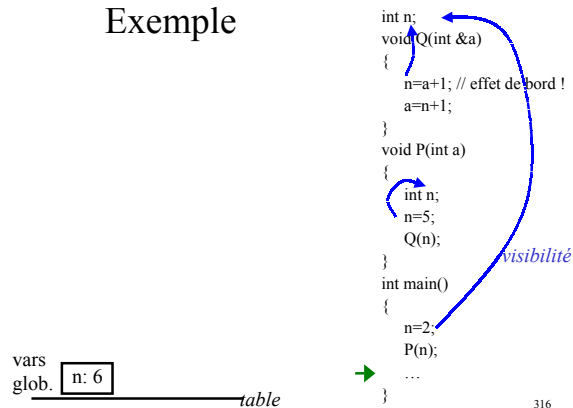 Exemple
int n;
void Q(int &a)
{
n=a+1; // effet de bord !
a=n+1;
}
void P(int a)
{
int n;
n=5;
Q(n);
}
visibilité
int main()
{
n=2;
P(n);
…
}
vars
glob.
n: 6
table
316